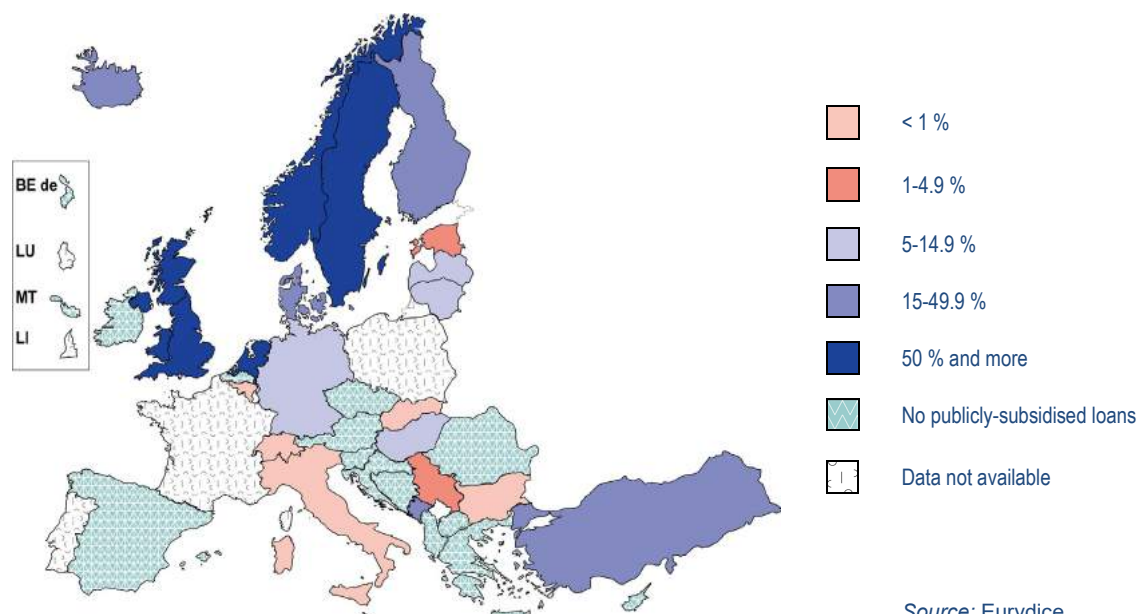 BE de
LU
MT
LI
< 1 %
1-4.9 %
5-14.9 %
15-49.9 %
50 % and more
No publicly-subsidised loans
Data not available
Source: Eurydice